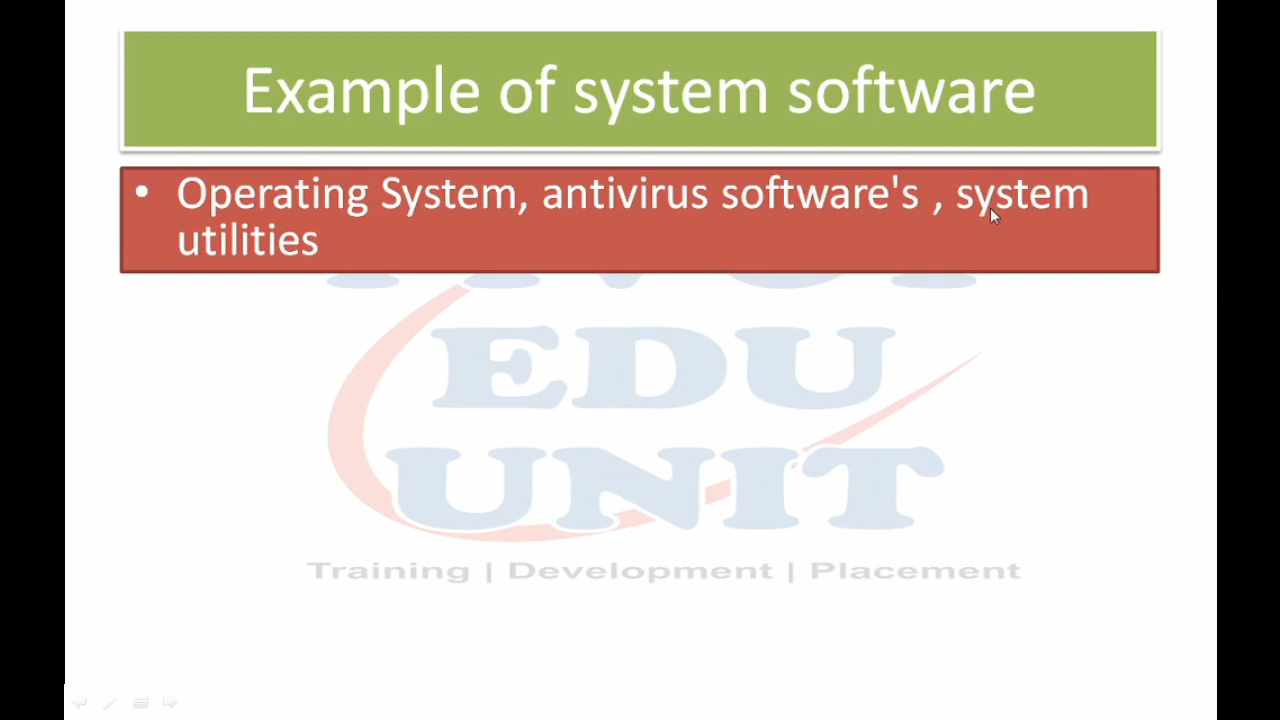 Example of system software
• Operating System, antivirus software's , system
utilities
EDU
UNIT
Training | Development | Placement